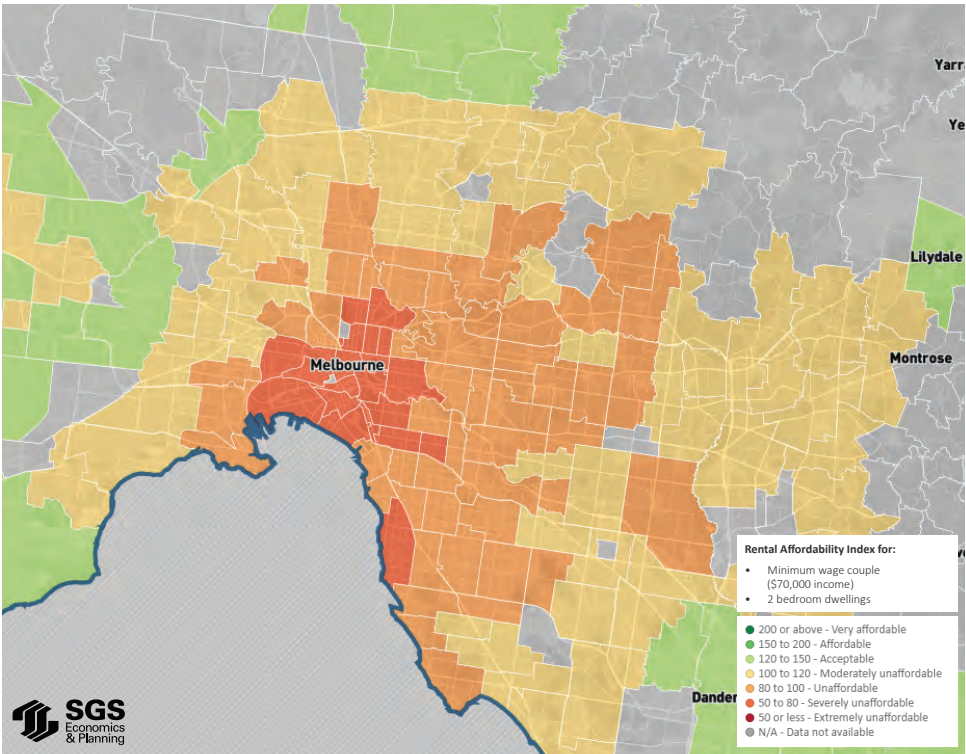 Yarr
Ye
Lilydale
Melbourne
Montrose
Rental Affordability Index for:
• Minimum wage couple
($70,000 income)
• 2 bedroom dwellings
200 or above - Very affordable
150 to 200 - Affordable
120 to 150 - Acceptable
100 to 120 - Moderately unaffordable
80 to 100 - Unaffordable
50 to 80 - Severely unaffordable
50 or less - Extremely unaffordable
N/A - Data not available
Dander
SGS
Economics
& Planning